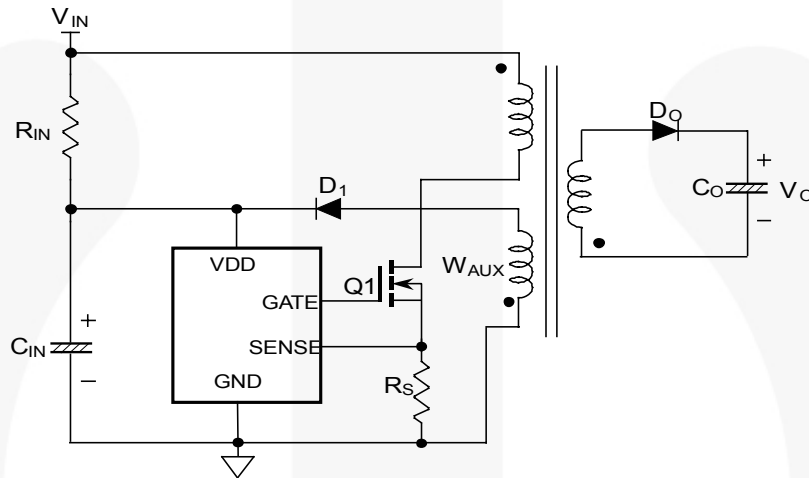 VIN
RIN
D1
DO
+
CO
VO
−
VDD
GATE
Q1
WAUX
SENSE
+
CIN
−
GND
RS